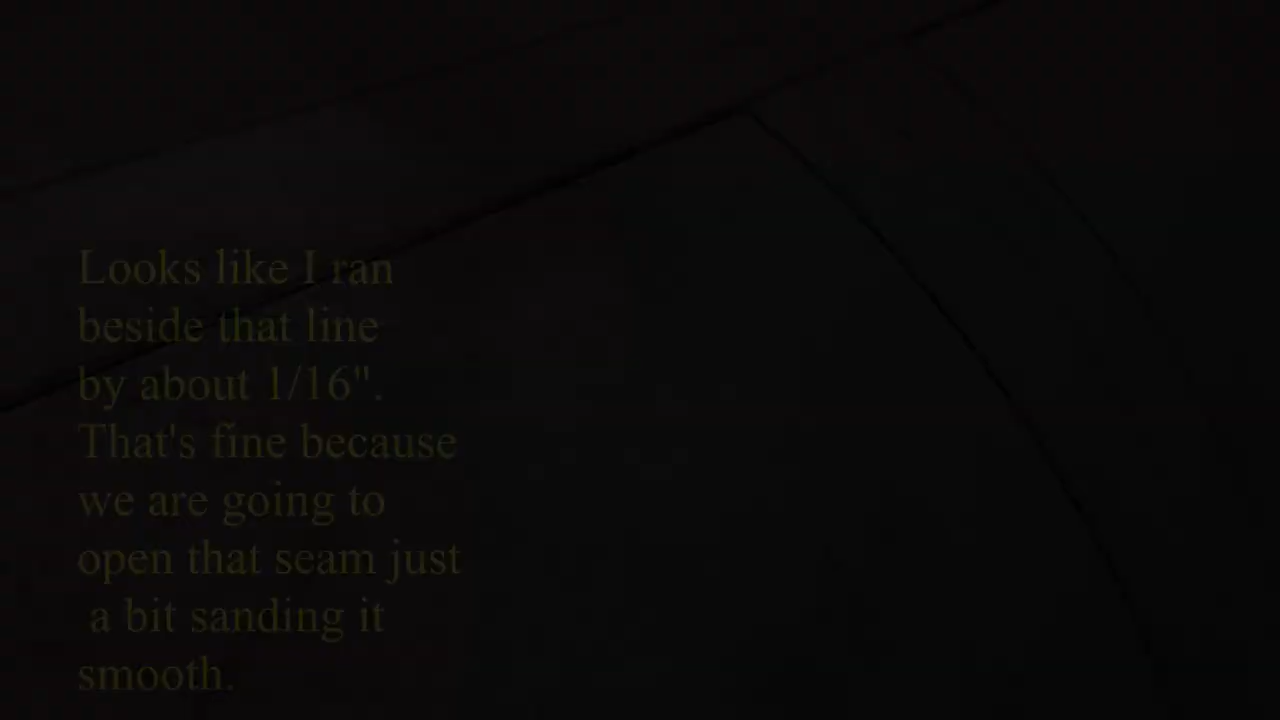 Looks like I ran
beside that line
by about 1/16".
That's fine because
we are going to
open that seam just
a bit sanding it
smooth.